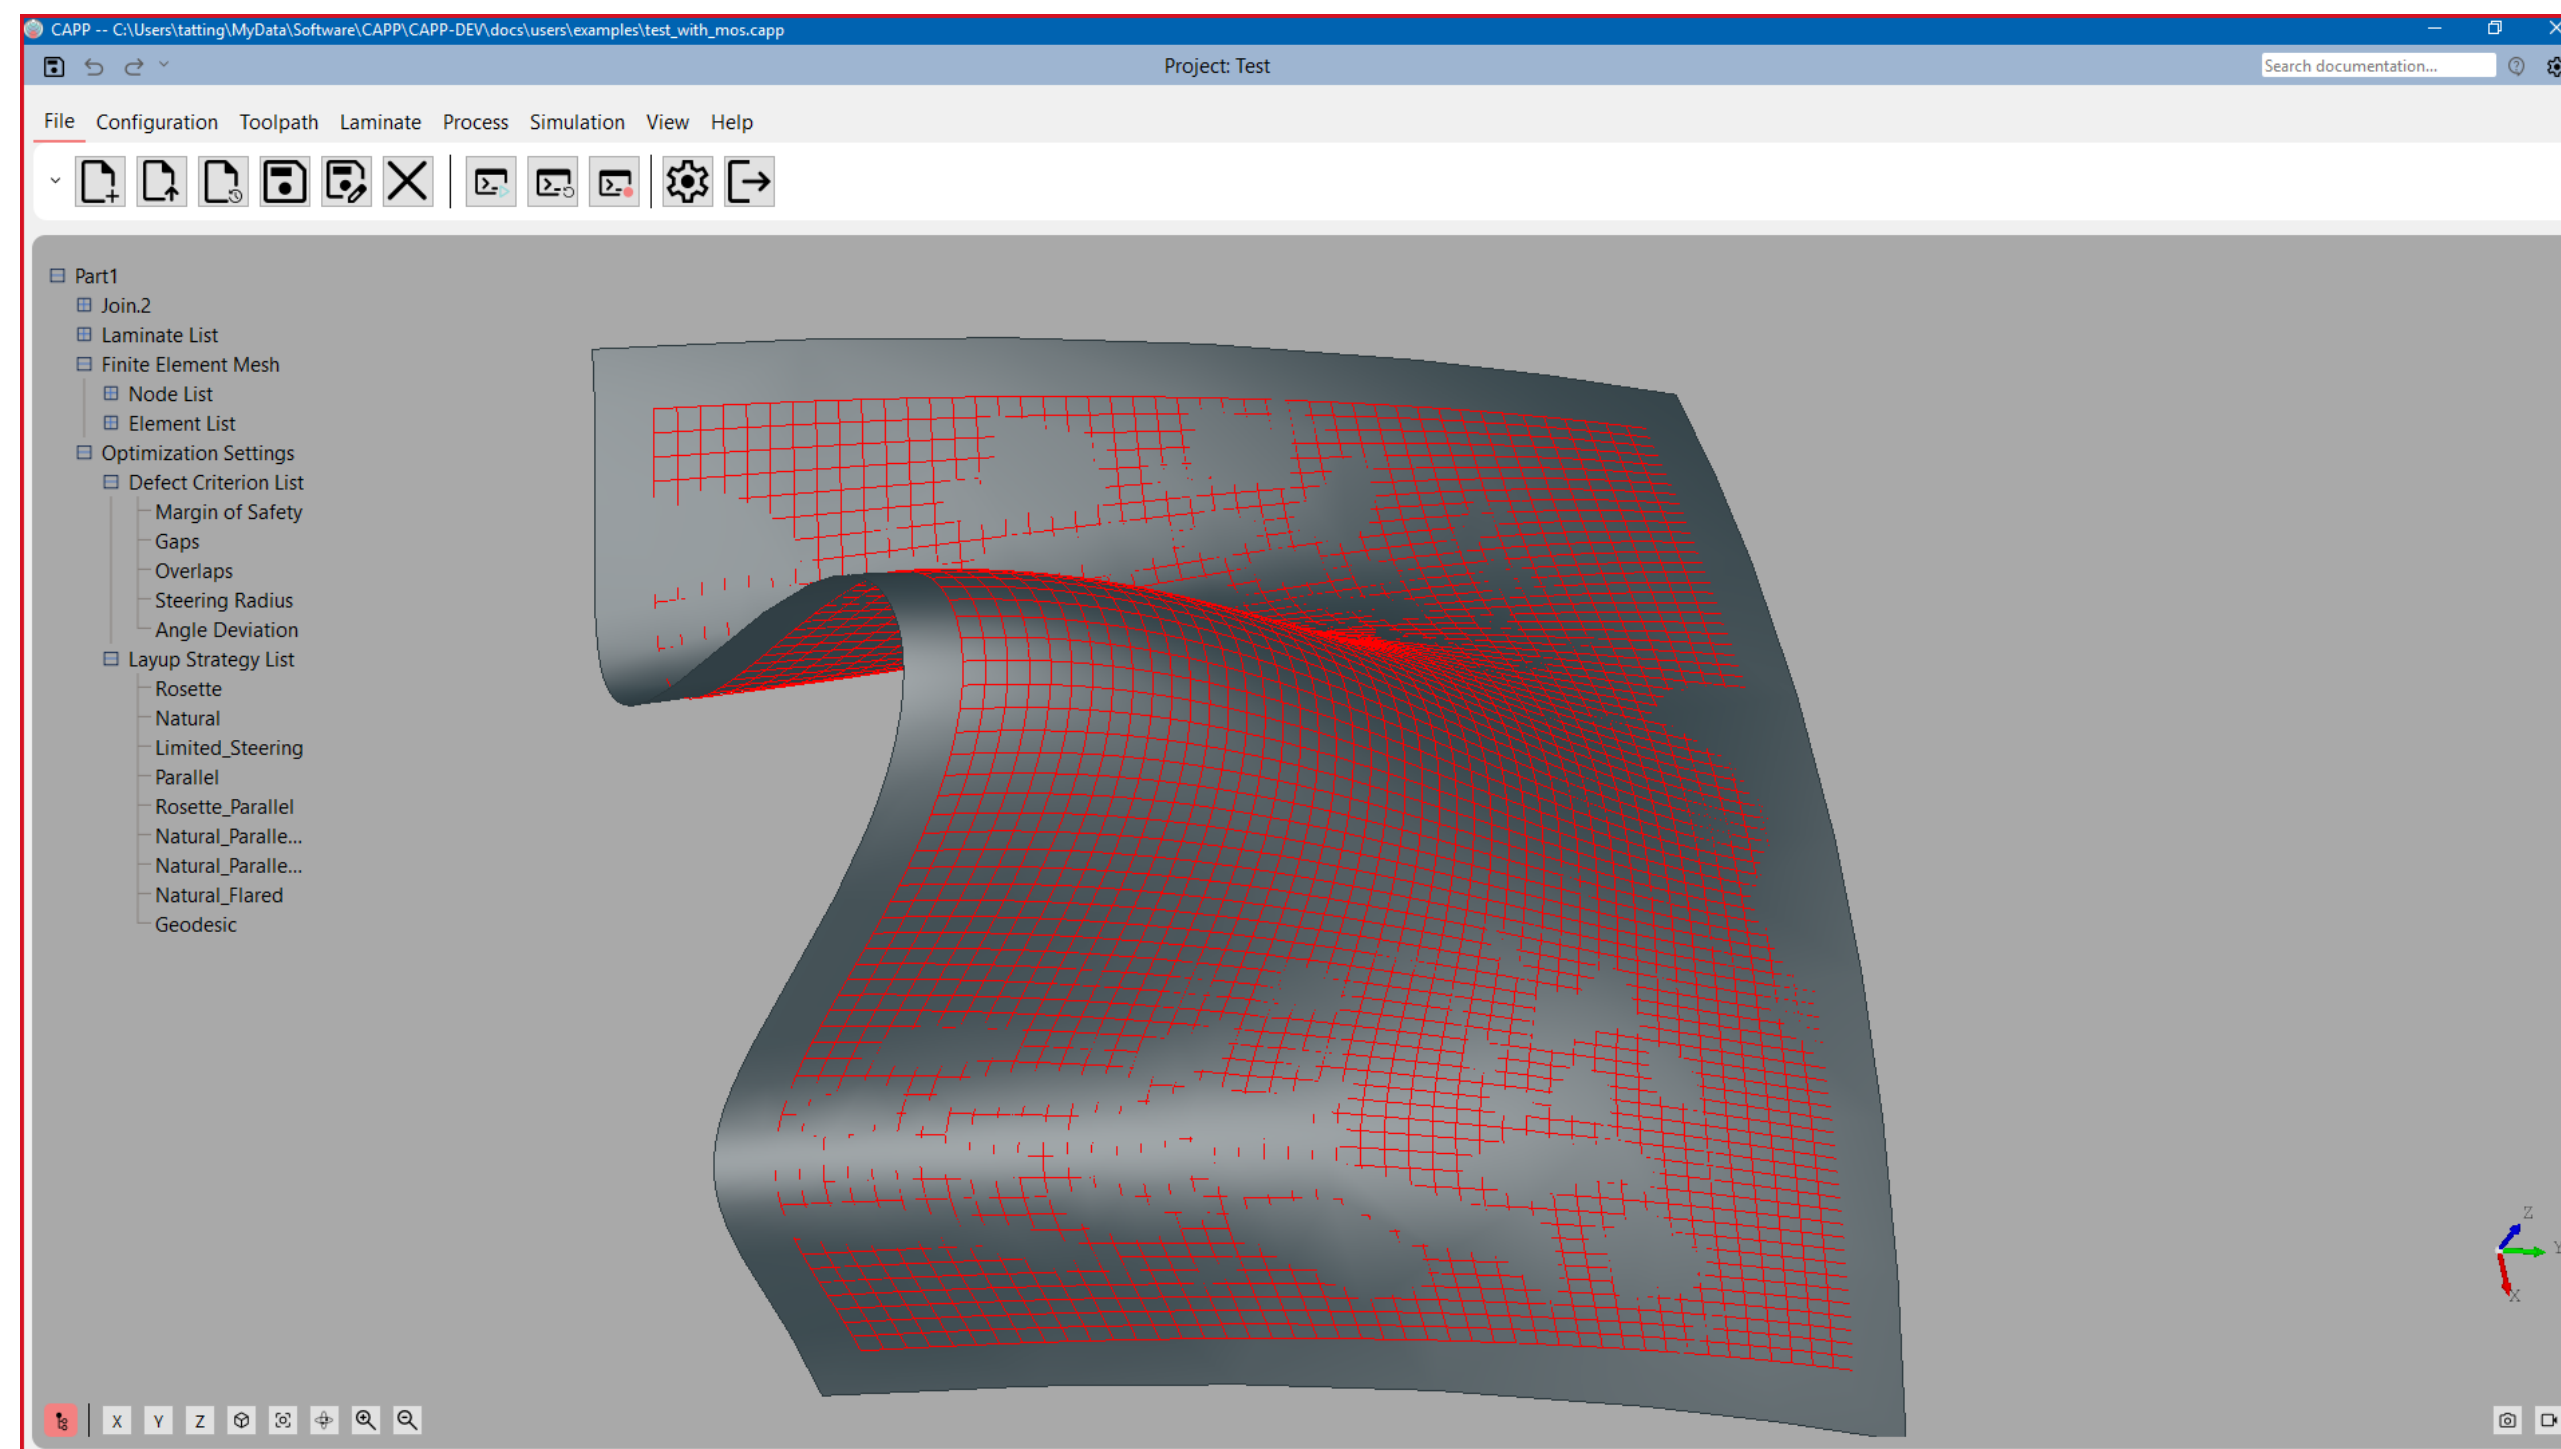 CAPP -- C:\Users\tatting\MyData\Software\CAPP\CAPP-DEV\docs\users\examples\test_with_mos.capp
Project: Test
Search documentation...
File Configuration Toolpath Laminate Process Simulation View Help
Part1
Join.2
Laminate List
Finite Element Mesh
Node List
Element List
Optimization Settings
Defect Criterion List
Margin of Safety
Gaps
Overlaps
Steering Radius
Angle Deviation
Layup Strategy List
Rosette
Natural
Limited_Steering
Parallel
Rosette_Parallel
Natural_Paralle...
Natural_Paralle...
Natural_Flared
Geodesic
Z
Y
X
X Y Z